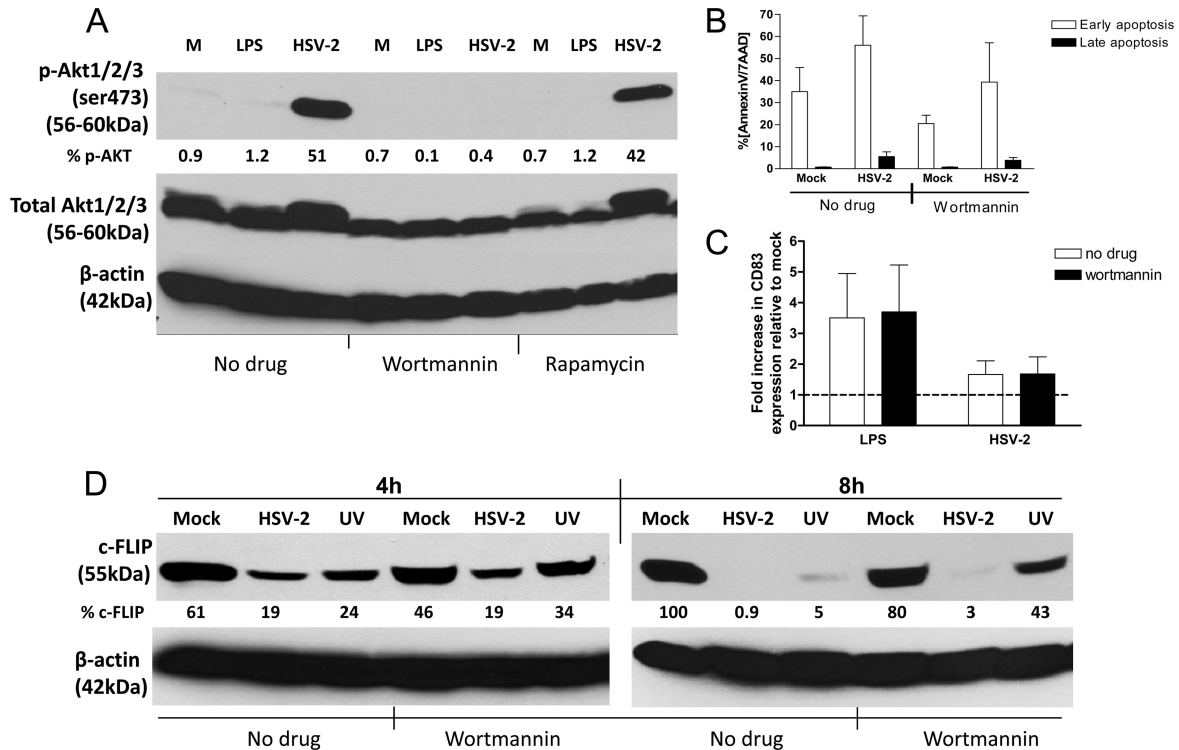 A
M LPS HSV-2 M LPS HSV-2 M LPS HSV-2
p-Akt1/2/3
(ser473)
(56-60kDa)
% p-AKT 0.9 1.2 51 0.7 0.1 0.4 0.7 1.2 42
Total Akt1/2/3
(56-60kDa)
β-actin
(42kDa)
No drug Wortmannin Rapamycin
B
%[AnnexinV/7AAD]
70
60
50
40
30
20
10
0
Early apoptosis
Late apoptosis
Mock HSV-2 Mock HSV-2
No drug Wortmannin
C
Fold increase in CD83
expression relative to mock
6
5
4
3
2
1
0
no drug
wortmannin
LPS HSV-2
D
4h 8h
Mock HSV-2 UV Mock HSV-2 UV Mock HSV-2 UV Mock HSV-2 UV
c-FLIP
(55kDa)
% c-FLIP 61 19 24 46 19 34 100 0.9 5 80 3 43
β-actin
(42kDa)
No drug Wortmannin No drug Wortmannin